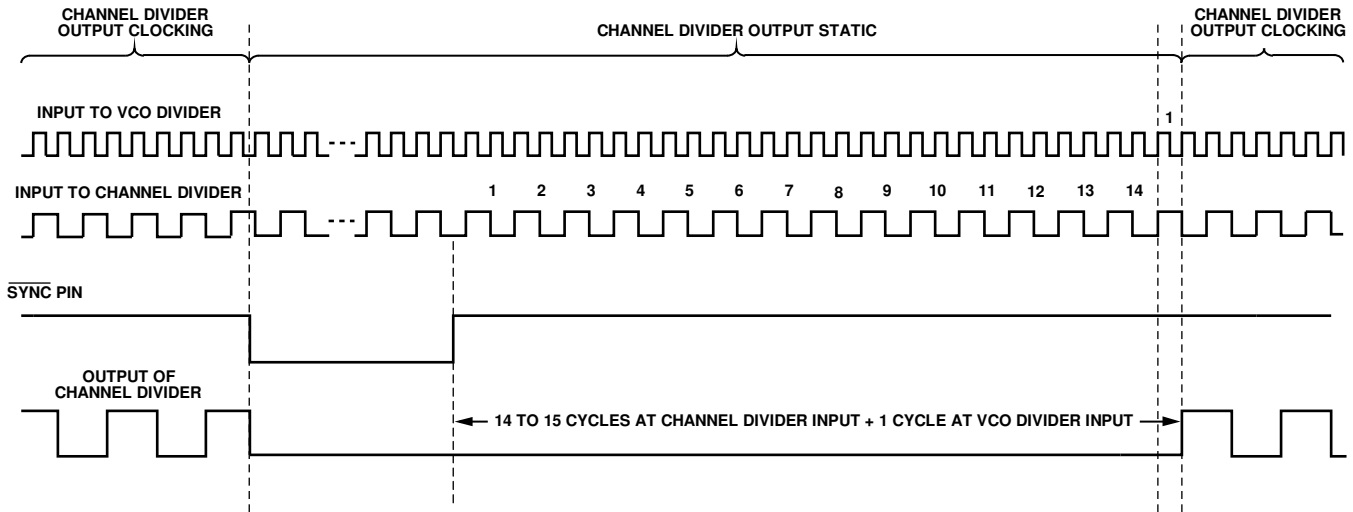 CHANNEL DIVIDER
OUTPUT CLOCKING
CHANNEL DIVIDER OUTPUT STATIC
CHANNEL DIVIDER
OUTPUT CLOCKING
INPUT TO VCO DIVIDER
1
INPUT TO CHANNEL DIVIDER
1 2 3 4 5 6 7 8 9 10 11 12 13 14
SYNC PIN
OUTPUT OF
CHANNEL DIVIDER
14 TO 15 CYCLES AT CHANNEL DIVIDER INPUT + 1 CYCLE AT VCO DIVIDER INPUT